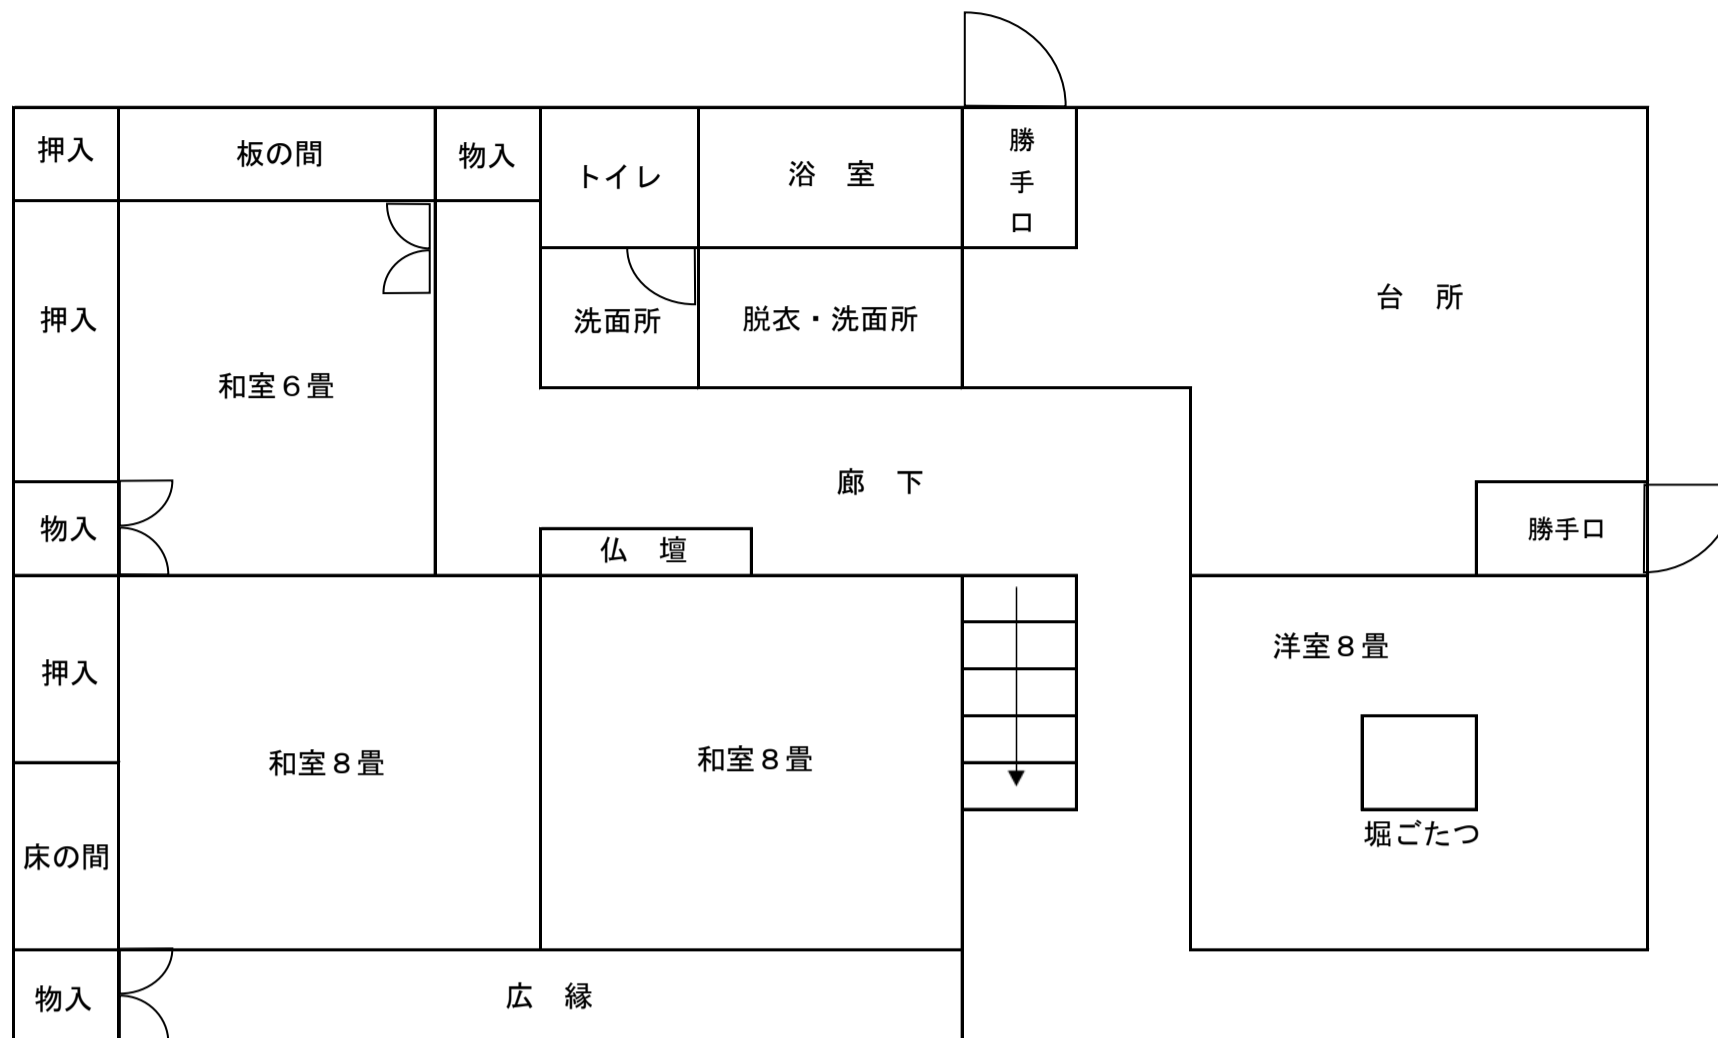 押入
板の間
物入
トイレ
浴　室
勝
手
口
押入
和室６畳
洗面所
脱衣・洗面所
台　所
廊　下
物入
仏　壇
勝手口
押入
和室８畳
和室８畳
洋室８畳
堀ごたつ
床の間
物入
広　縁